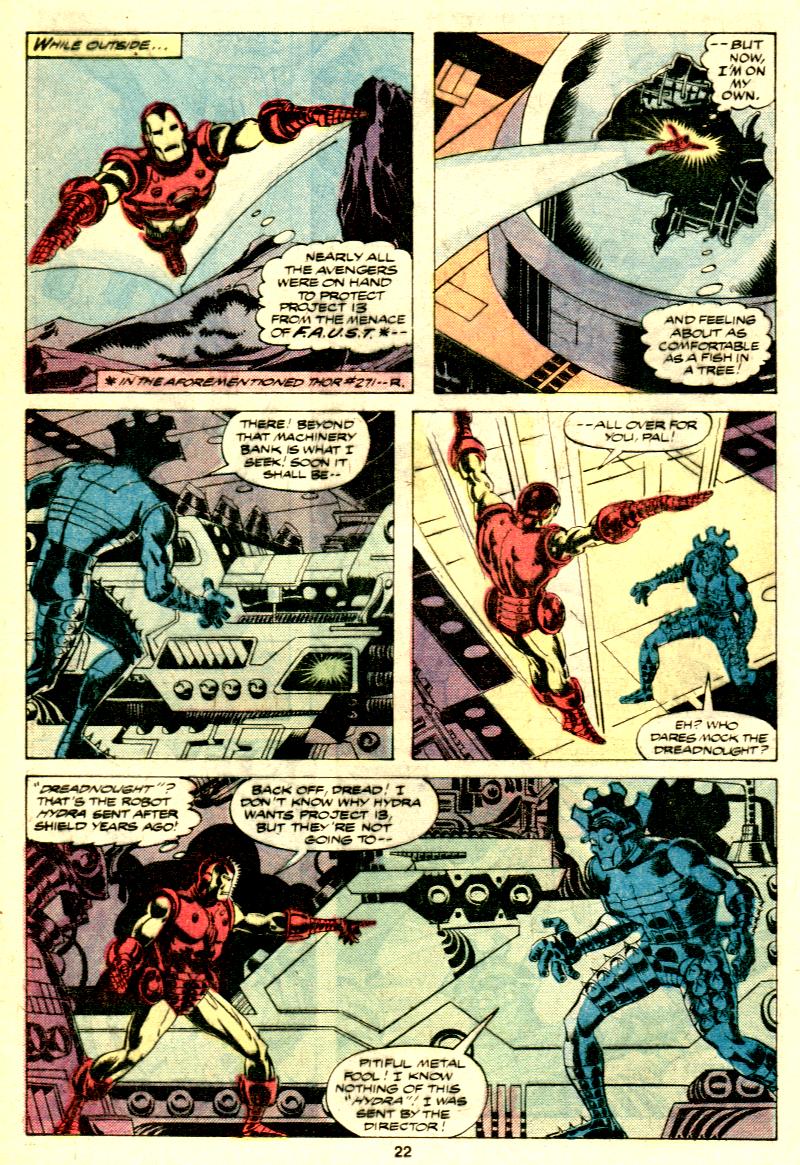 WHILE OUTSIDE...
NEARLY ALL
THE AVENGERS
WERE ON HAND
TO PROTECT
PROJECT 13
FROM THE MENACE
OF F.A.U.S.T.*--
* IN THE AFOREMENTIONED THOR #271--R.
--BUT
NOW,
I'M ON
MY
OWN.
AND FEELING
ABOUT AS
COMFORTABLE
AS A FISH IN
A TREE!
THERE! BEYOND
THAT MACHINERY
BANK, IS WHAT I
SEEK! SOON IT
SHALL BE--
--ALL OVER FOR
YOU, PAL!
EH? WHO
DARES MOCK THE
DREADNOUGHT?
"DREADNOUGHT"?
THAT'S THE ROBOT
HYDRA SENT AFTER
SHIELD YEARS AGO!
BACK OFF, DREAD! I
DON'T KNOW WHY HYDRA
WANTS PROJECT 13,
BUT THEY'RE NOT
GOING TO--
PITIFUL METAL
FOOL! I KNOW
NOTHING OF THIS
"HYDRA"! I WAS
SENT BY THE
DIRECTOR!
22